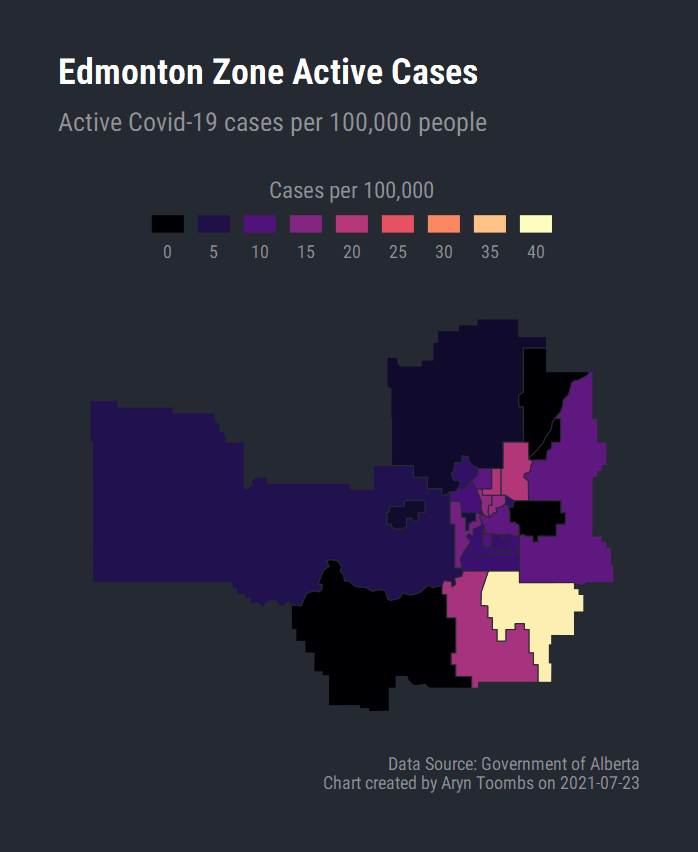 Edmonton Zone Active Cases
Active Covid-19 cases per 100,000 people
Cases per 100,000
0 5 10 15 20 25 30 35 40
Data Source: Government of Alberta
Chart created by Aryn Toombs on 2021-07-23